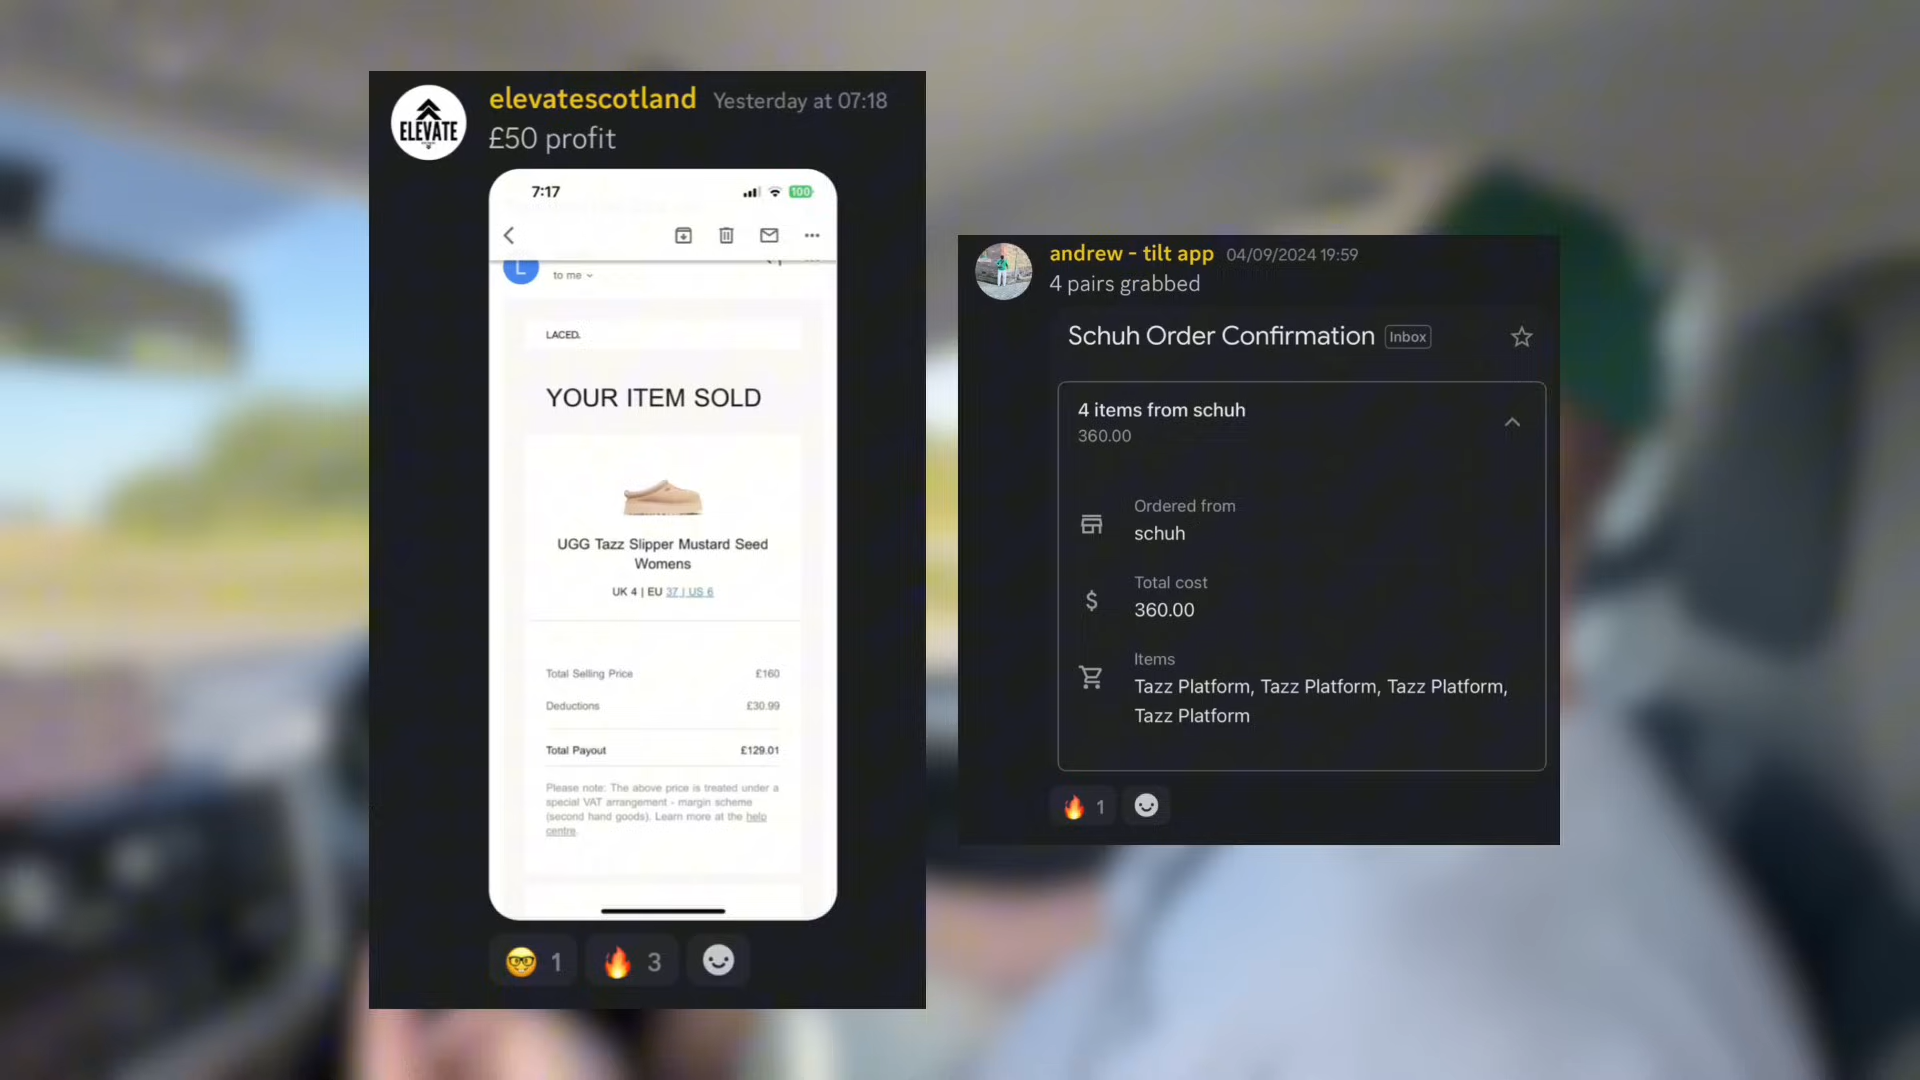 ELEVATE
elevatescotland Yesterday at 07:18
£50 profit
7:17
100
L
to me
LACED.
YOUR ITEM SOLD
UGG Tazz Slipper Mustard Seed
Womens
UK 4 | EU 37 | US 6
Total Selling Price £160
Deductions £30.99
Total Payout £129.01
Please note: The above price is treated under a
special VAT arrangement - margin scheme
(second hand goods). Learn more at the help
centre.
1 3
andrew - tilt app 04/09/2024 19:59
4 pairs grabbed
Schuh Order Confirmation Inbox
4 items from schuh
360.00
Ordered from
schuh
$
Total cost
360.00
Items
Tazz Platform, Tazz Platform, Tazz Platform,
Tazz Platform
1